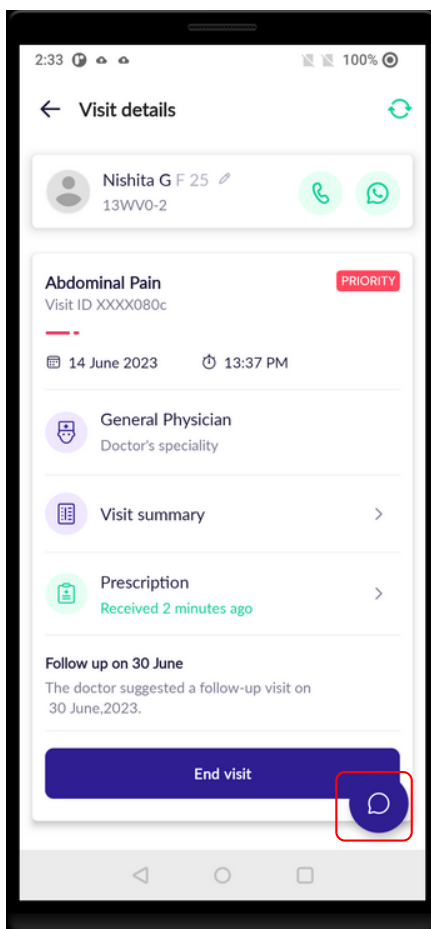 2:33 100%
Visit details
Nishita G F 25
13WV0-2
Abdominal Pain PRIORITY
Visit ID XXXX080c
14 June 2023 13:37 PM
General Physician
Doctor's speciality
Visit summary
Prescription
Received 2 minutes ago
Follow up on 30 June
The doctor suggested a follow-up visit on
30 June,2023.
End visit